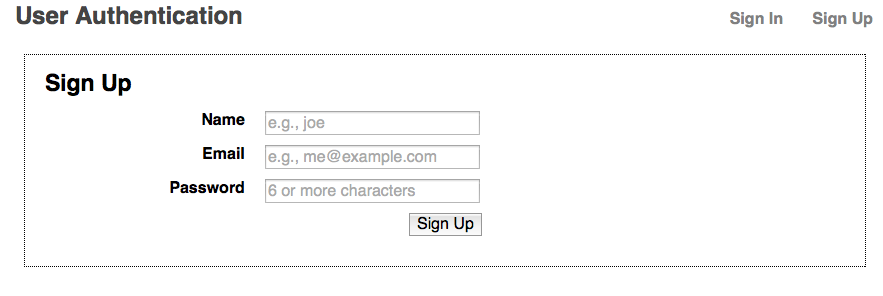 User Authentication
Sign In Sign Up
Sign Up
Name e.g., joe
Email e.g., me@example.com
Password 6 or more characters
Sign Up